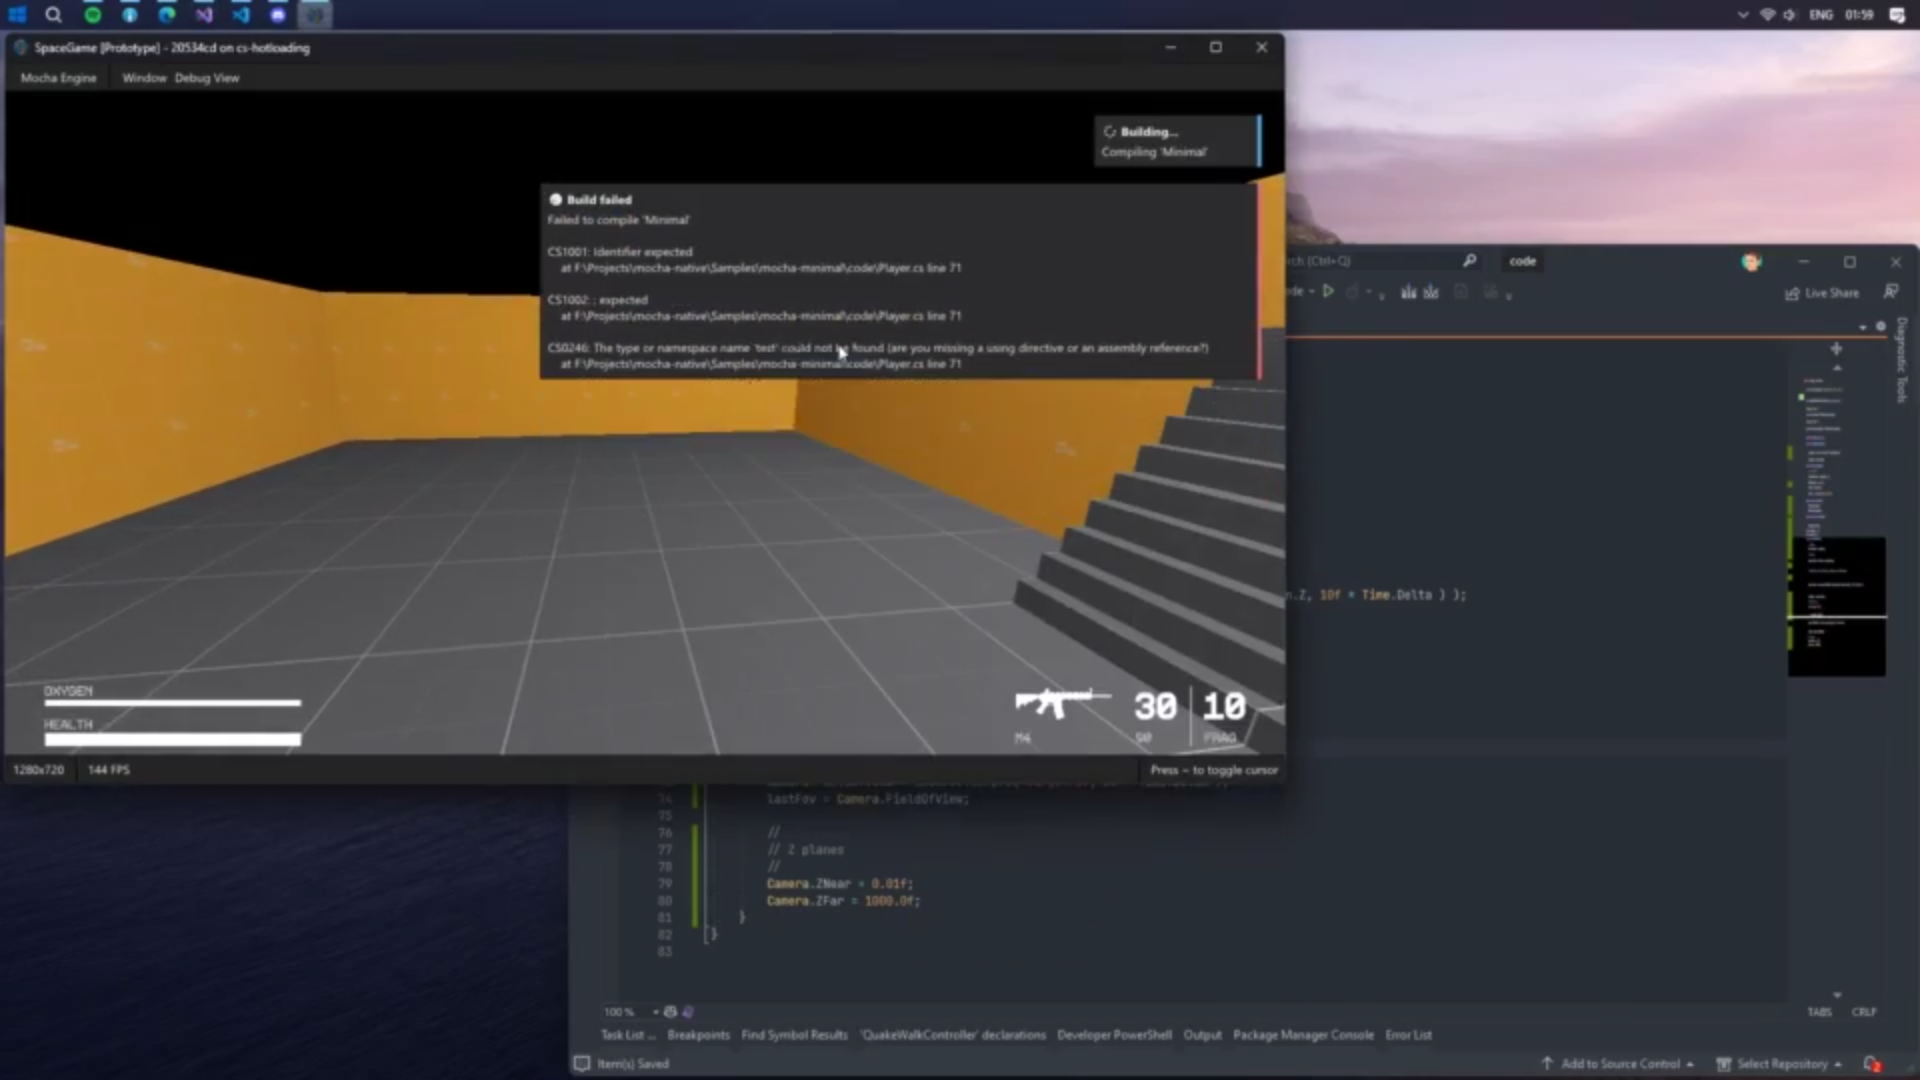 ENG 01:59
SpaceGame [Prototype] - 20534cd on cs-hotloading
Mocha Engine Window Debug View
Building...
Compiling 'Minimal'
Build failed
Failed to compile 'Minimal'
CS1001: Identifier expected
at F:\Projects\mocha-native\Samples\mocha-minimal\code\Player.cs line 71
CS1002: ; expected
at F:\Projects\mocha-native\Samples\mocha-minimal\code\Player.cs line 71
CS0246: The type or namespace name 'test' could not be found (are you missing a using directive or an assembly reference?)
at F:\Projects\mocha-native\Samples\mocha-minimal\code\Player.cs line 71
OXYGEN
HEALTH
30 10
M4 90 FRAG
1280x720 144 FPS Press ~ to toggle cursor
rch (Ctrl+Q) code
de
Live Share
Diagnostic Tools
n.Z, 10f * Time.Delta ) );
74 lastFov = Camera.FieldOfView;
75
76 //
77 // Z planes
78 //
79 Camera.ZNear = 0.01f;
80 Camera.ZFar = 1000.0f;
81 }
82 }
83
100 % TABS CRLF
Task List ... Breakpoints Find Symbol Results 'QuakeWalkController' declarations Developer PowerShell Output Package Manager Console Error List
Item(s) Saved Add to Source Control Select Repository 2